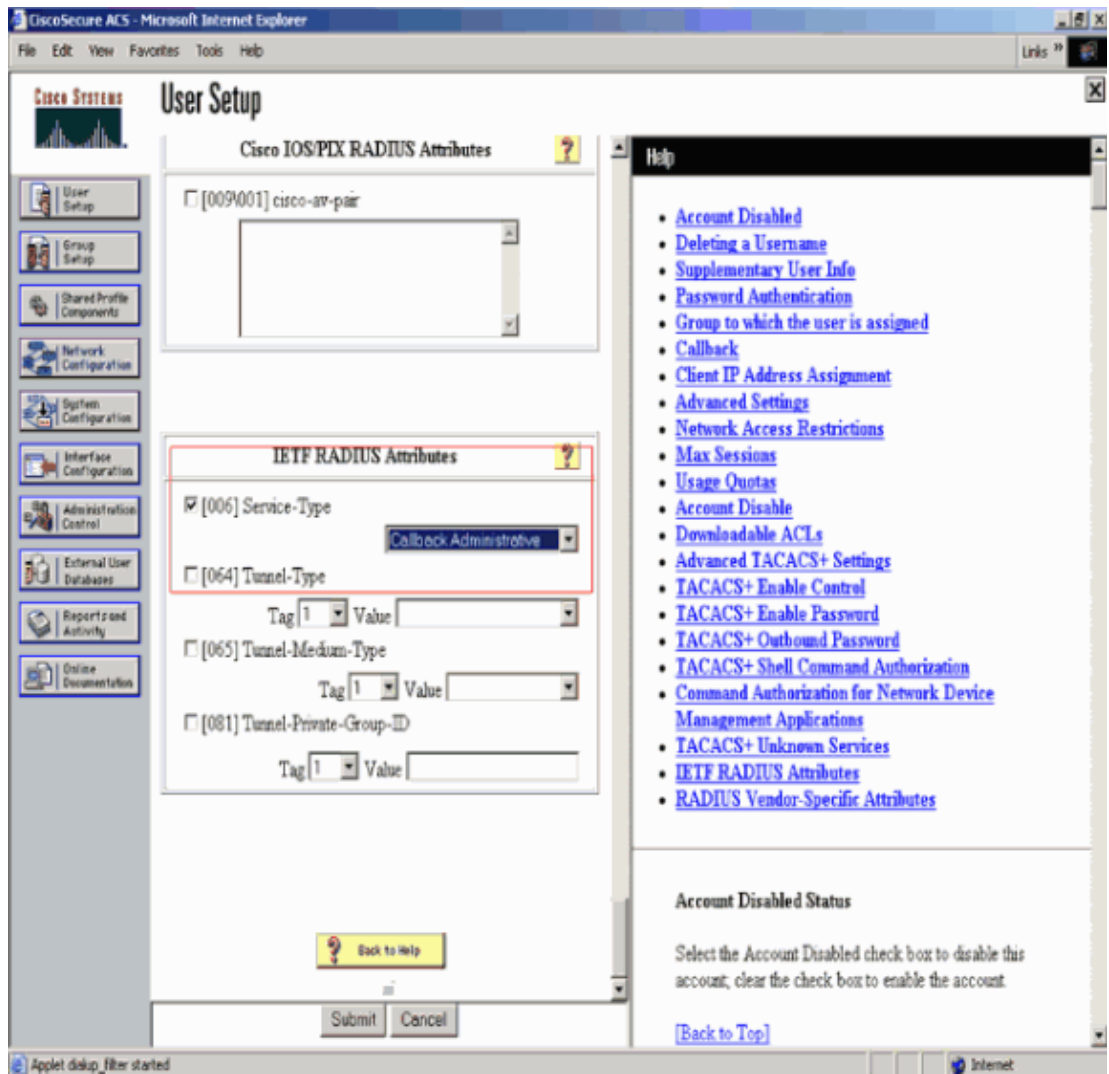 CiscoSecure ACS - Microsoft Internet Explorer
File Edit View Favorites Tools Help
Links »
CISCO SYSTEMS
User Setup
User Setup
Group Setup
Shared Profile Components
Network Configuration
System Configuration
Interface Configuration
Administration Control
External User Databases
Reports and Activity
Online Documentation
Cisco IOS/PIX RADIUS Attributes
?
[009\001] cisco-av-pair
IETF RADIUS Attributes
?
[006] Service-Type
Callback Administrative
[064] Tunnel-Type
Tag 1 Value
[065] Tunnel-Medium-Type
Tag 1 Value
[081] Tunnel-Private-Group-ID
Tag 1 Value
? Back to Help
Submit Cancel
Help
• Account Disabled
• Deleting a Username
• Supplementary User Info
• Password Authentication
• Group to which the user is assigned
• Callback
• Client IP Address Assignment
• Advanced Settings
• Network Access Restrictions
• Max Sessions
• Usage Quotas
• Account Disable
• Downloadable ACLs
• Advanced TACACS+ Settings
• TACACS+ Enable Control
• TACACS+ Enable Password
• TACACS+ Outbound Password
• TACACS+ Shell Command Authorization
• Command Authorization for Network Device
Management Applications
• TACACS+ Unknown Services
• IETF RADIUS Attributes
• RADIUS Vendor-Specific Attributes
Account Disabled Status
Select the Account Disabled check box to disable this
account; clear the check box to enable the account.
[Back to Top]
Applet dialup_filter started
Internet